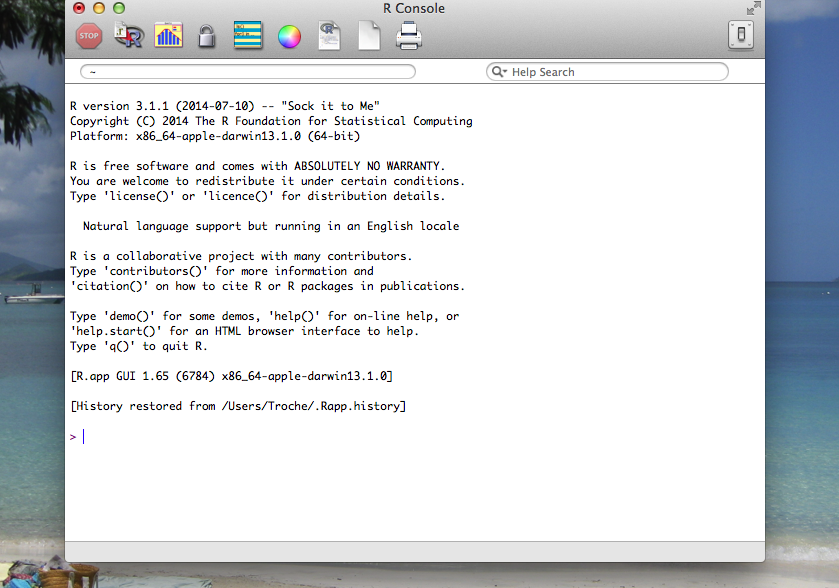 R Console
STOP
R
R
~
Help Search
R version 3.1.1 (2014-07-10) -- "Sock it to Me"
Copyright (C) 2014 The R Foundation for Statistical Computing
Platform: x86_64-apple-darwin13.1.0 (64-bit)
R is free software and comes with ABSOLUTELY NO WARRANTY.
You are welcome to redistribute it under certain conditions.
Type 'license()' or 'licence()' for distribution details.
Natural language support but running in an English locale
R is a collaborative project with many contributors.
Type 'contributors()' for more information and
'citation()' on how to cite R or R packages in publications.
Type 'demo()' for some demos, 'help()' for on-line help, or
'help.start()' for an HTML browser interface to help.
Type 'q()' to quit R.
[R.app GUI 1.65 (6784) x86_64-apple-darwin13.1.0]
[History restored from /Users/Troche/.Rapp.history]
>